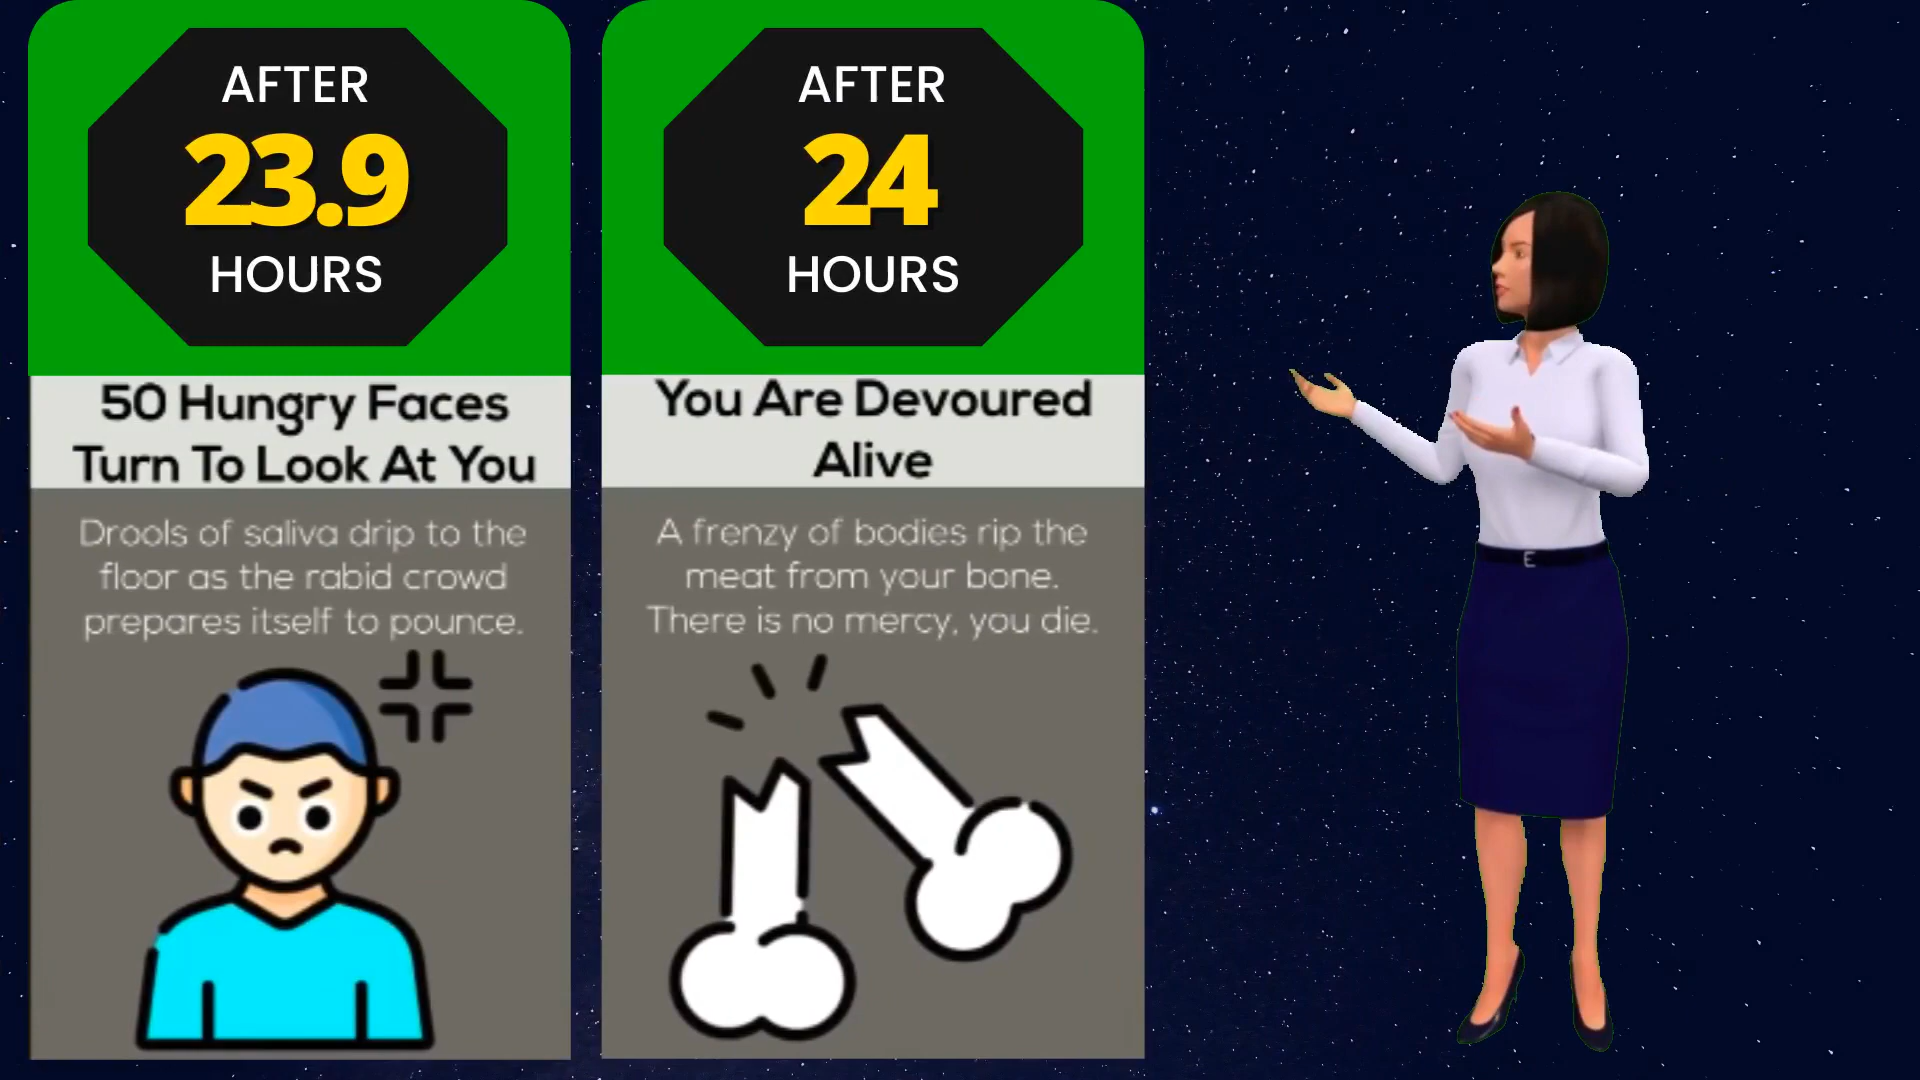 AFTER
23.9
HOURS
50 Hungry Faces
Turn To Look At You
Drools of saliva drip to the
floor as the rabid crowd
prepares itself to pounce.
AFTER
24
HOURS
You Are Devoured
Alive
A frenzy of bodies rip the
meat from your bone.
There is no mercy, you die.
E